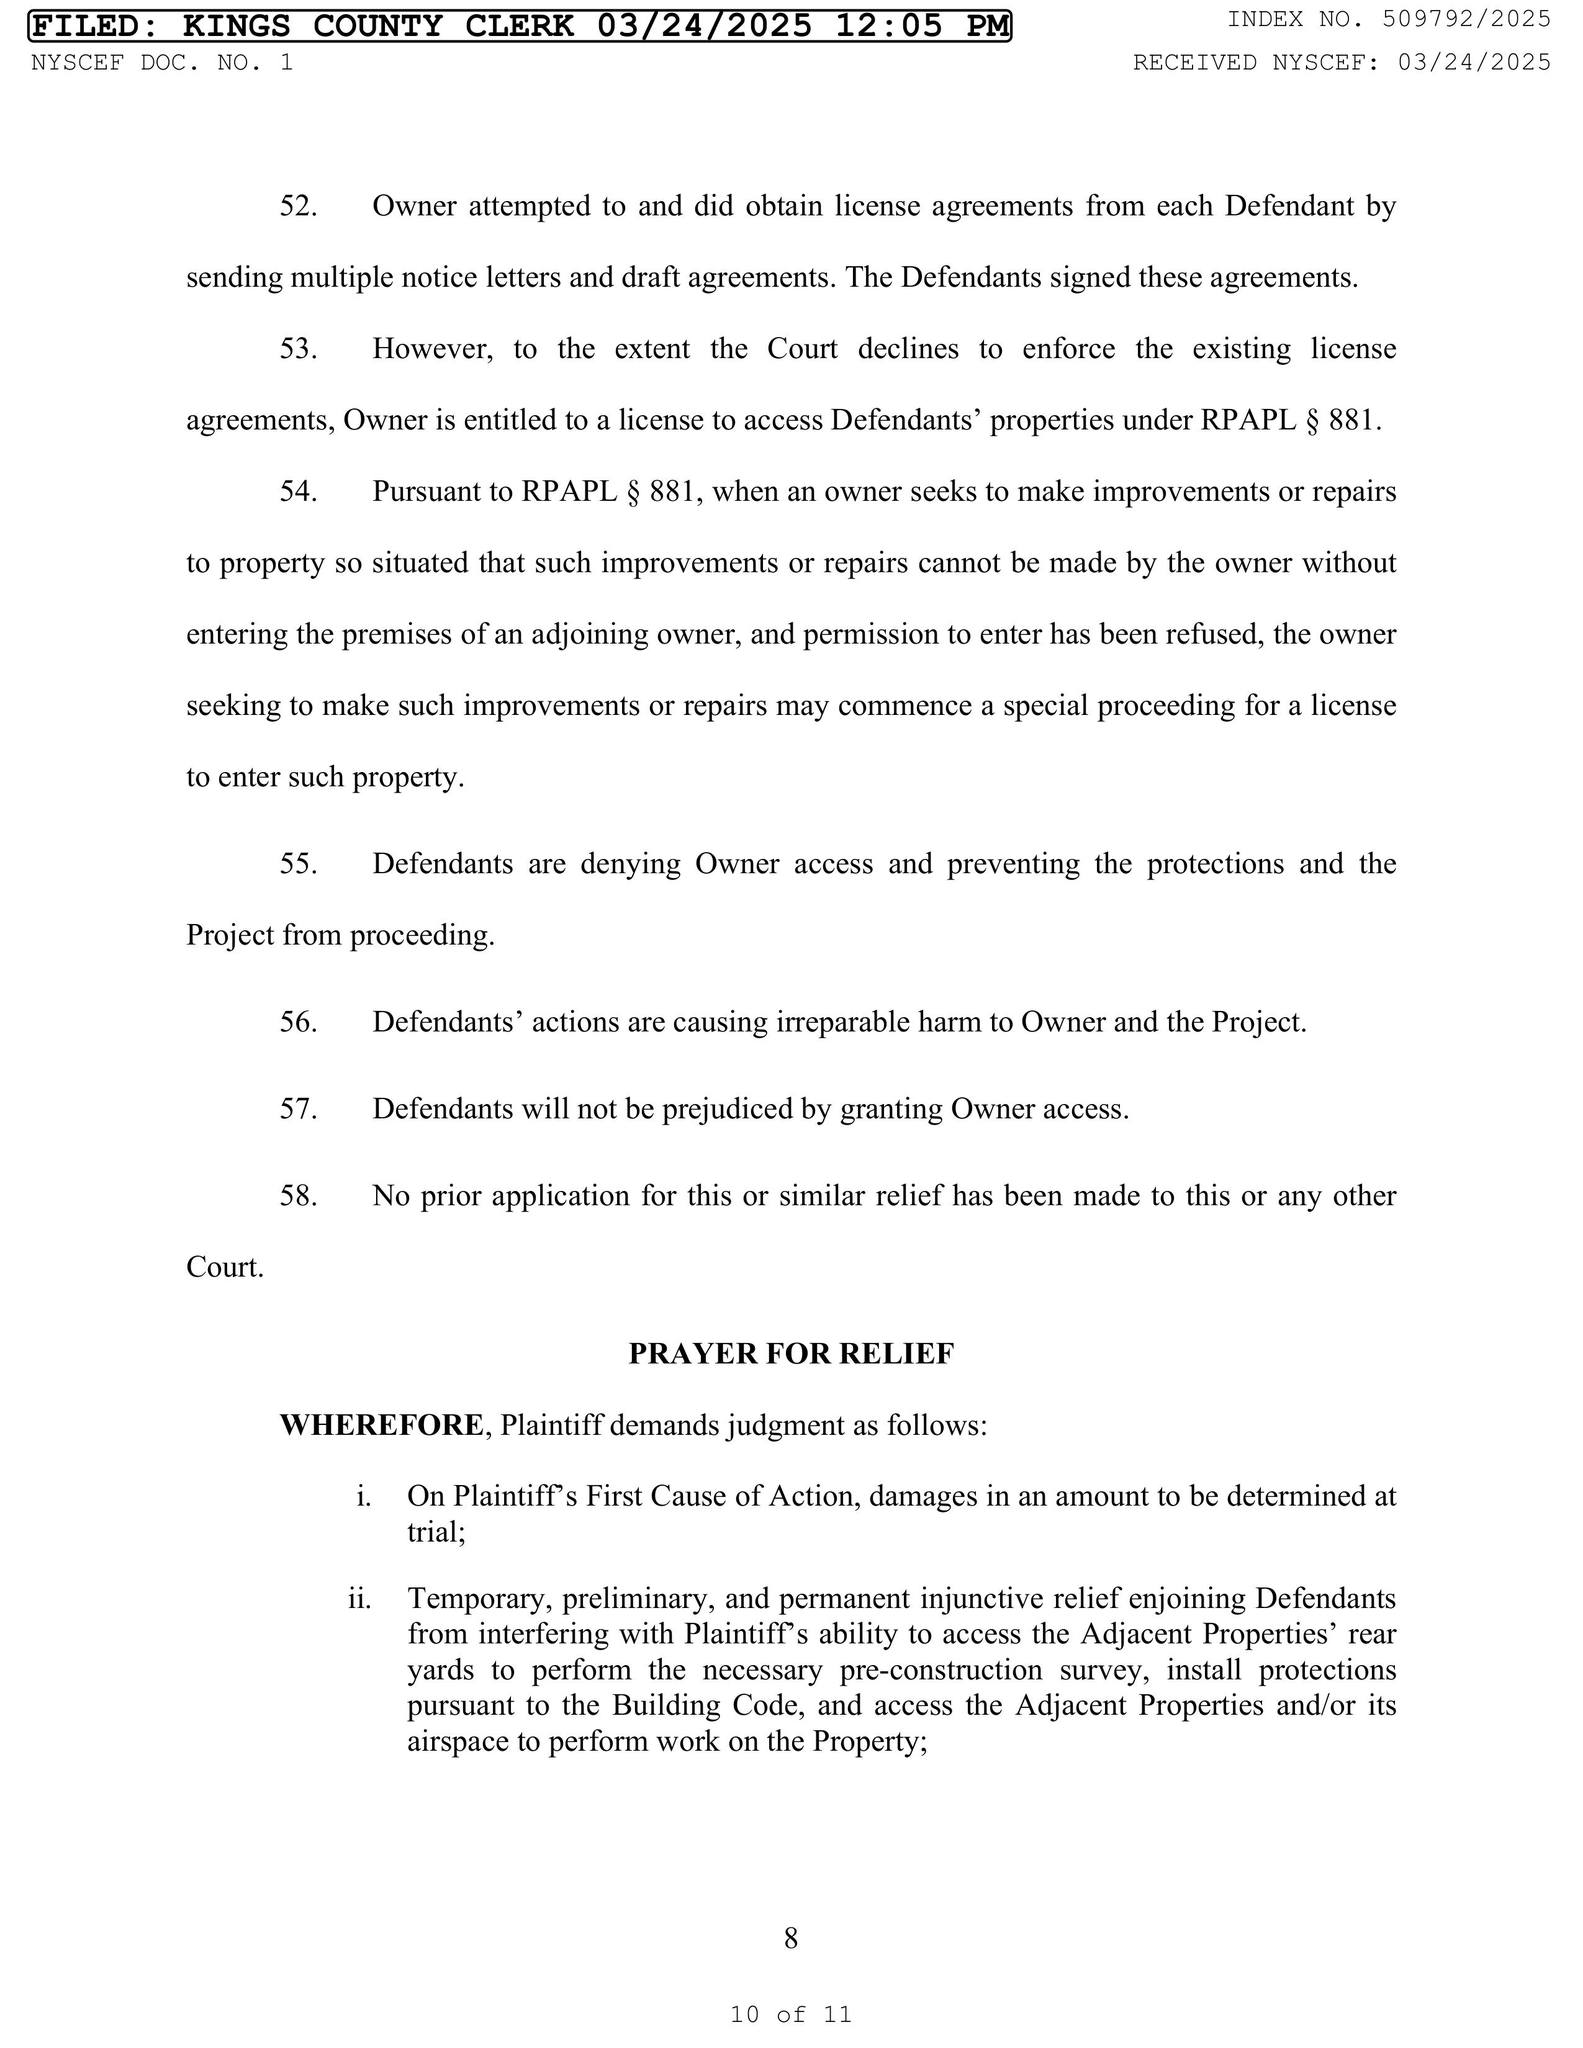 FILED: KINGS COUNTY CLERK 03/24/2025 12:05 PM
INDEX NO. 509792/2025
NYSCEF DOC. NO. 1
RECEIVED NYSCEF: 03/24/2025
52. Owner attempted to and did obtain license agreements from each Defendant by
sending multiple notice letters and draft agreements. The Defendants signed these agreements.
53. However, to the extent the Court declines to enforce the existing license
agreements, Owner is entitled to a license to access Defendants’ properties under RPAPL § 881.
54. Pursuant to RPAPL § 881, when an owner seeks to make improvements or repairs
to property so situated that such improvements or repairs cannot be made by the owner without
entering the premises of an adjoining owner, and permission to enter has been refused, the owner
seeking to make such improvements or repairs may commence a special proceeding for a license
to enter such property.
55. Defendants are denying Owner access and preventing the protections and the
Project from proceeding.
56. Defendants’ actions are causing irreparable harm to Owner and the Project.
57. Defendants will not be prejudiced by granting Owner access.
58. No prior application for this or similar relief has been made to this or any other
Court.
PRAYER FOR RELIEF
WHEREFORE, Plaintiff demands judgment as follows:
i. On Plaintiff’s First Cause of Action, damages in an amount to be determined at
trial;
ii. Temporary, preliminary, and permanent injunctive relief enjoining Defendants
from interfering with Plaintiff’s ability to access the Adjacent Properties’ rear
yards to perform the necessary pre-construction survey, install protections
pursuant to the Building Code, and access the Adjacent Properties and/or its
airspace to perform work on the Property;
8
10 of 11